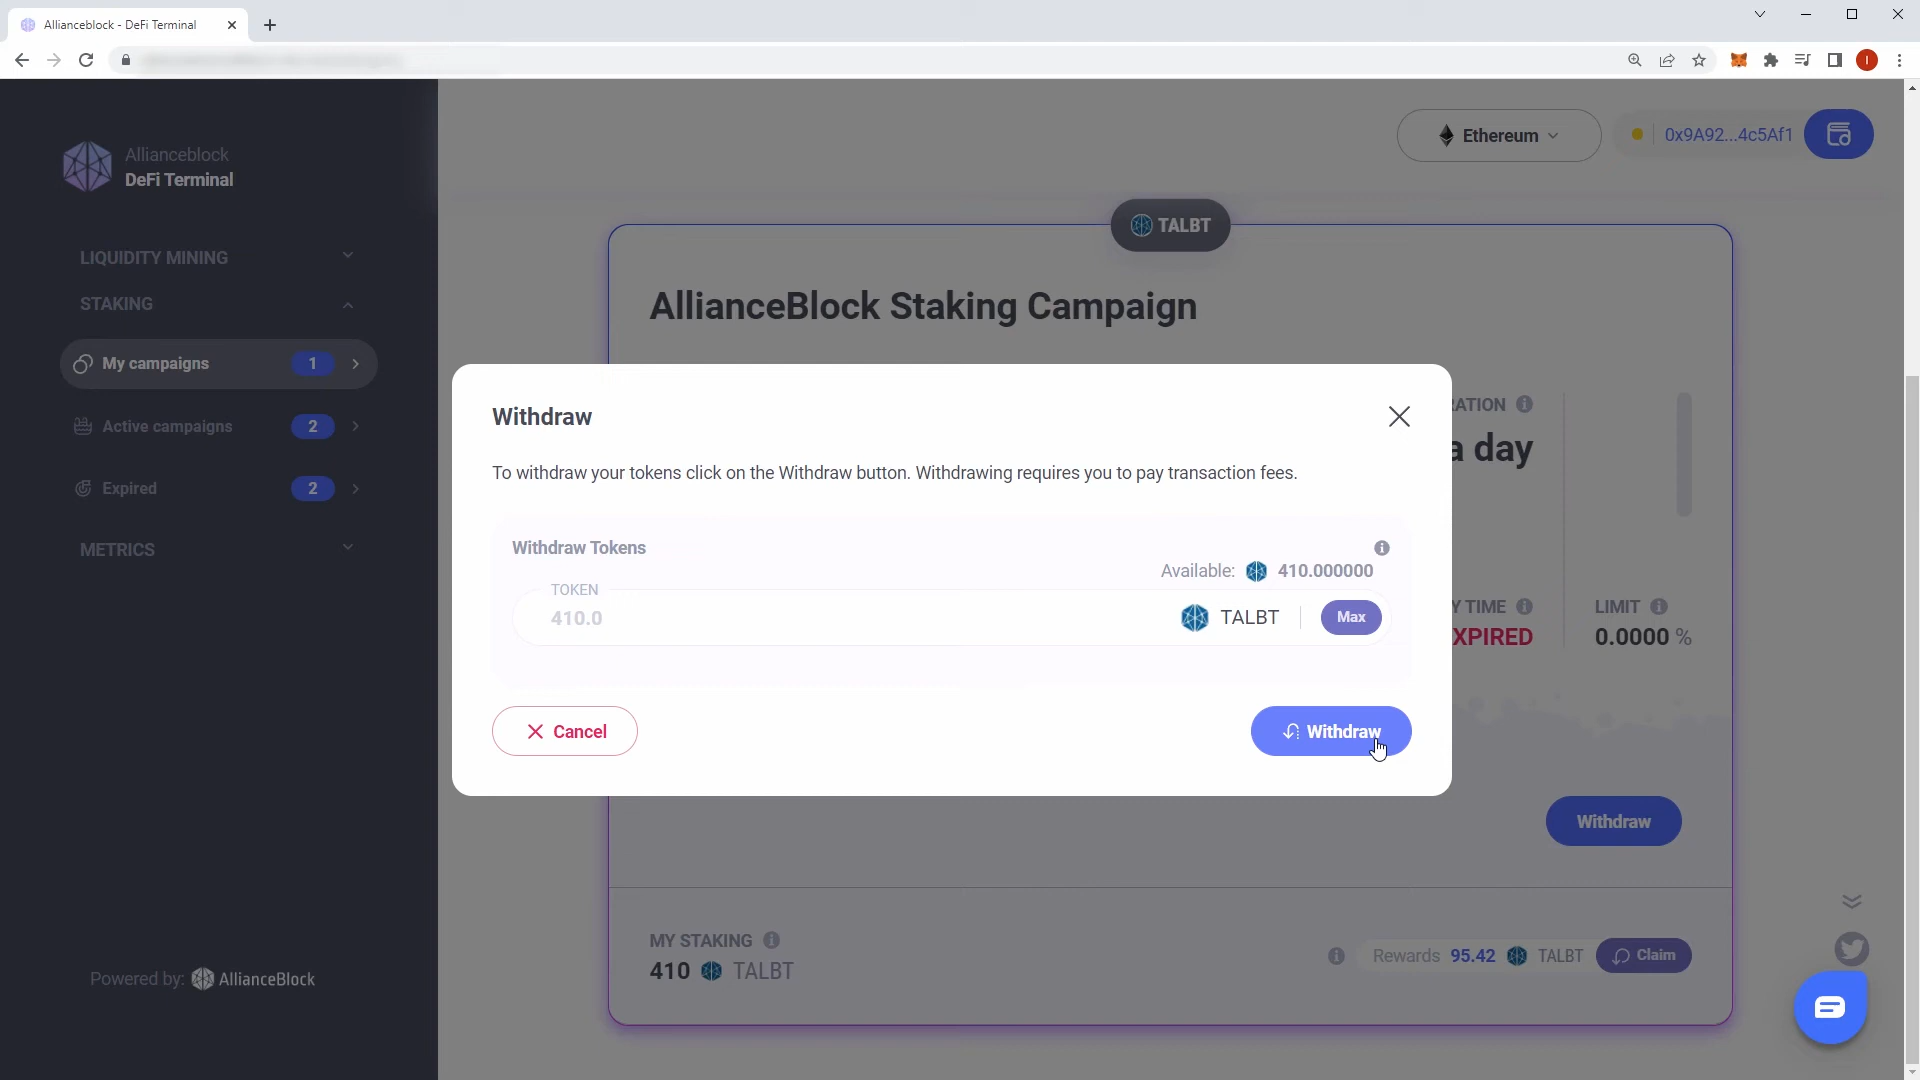 Allianceblock - DeFi Terminal
I
Allianceblock
DeFi Terminal
LIQUIDITY MINING
STAKING
My campaigns 1
Active campaigns 2
Expired 2
METRICS
Powered by: AllianceBlock
Ethereum
0x9A92...4c5Af1
TALBT
AllianceBlock Staking Campaign
RATION
a day
Y TIME
XPIRED
LIMIT
0.0000 %
Withdraw
To withdraw your tokens click on the Withdraw button. Withdrawing requires you to pay transaction fees.
Withdraw Tokens
Available: 410.000000
TOKEN
410.0 TALBT Max
Cancel
Withdraw
Withdraw
MY STAKING
410 TALBT
Rewards 95.42 TALBT Claim